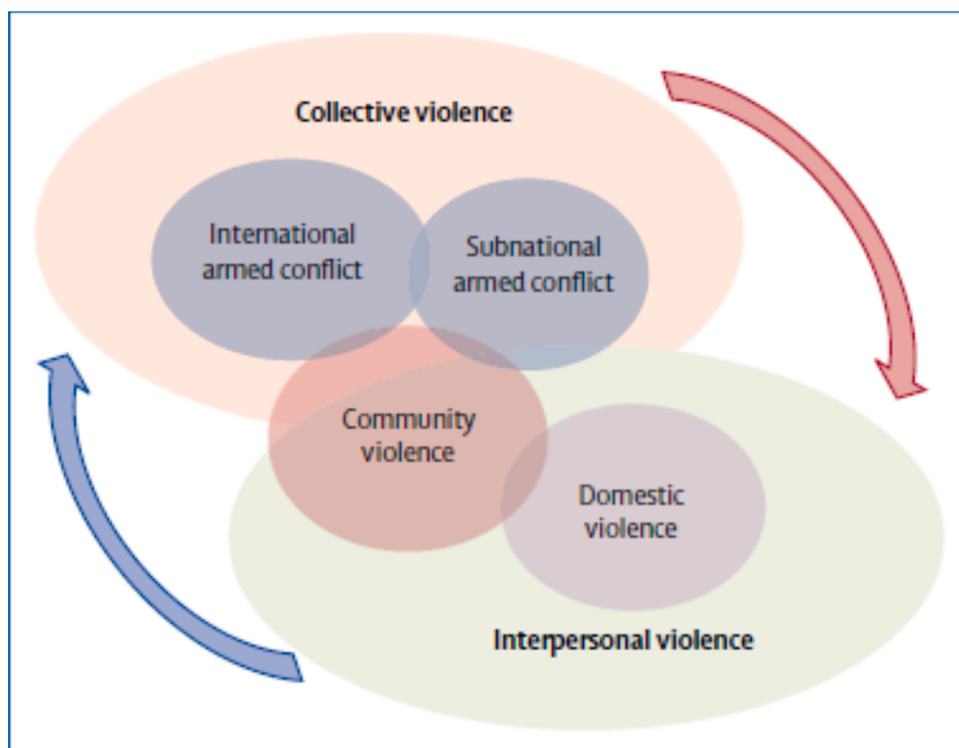 Collective violence
International
armed conflict
Subnational
armed conflict
Community
violence
Domestic
violence
Interpersonal violence